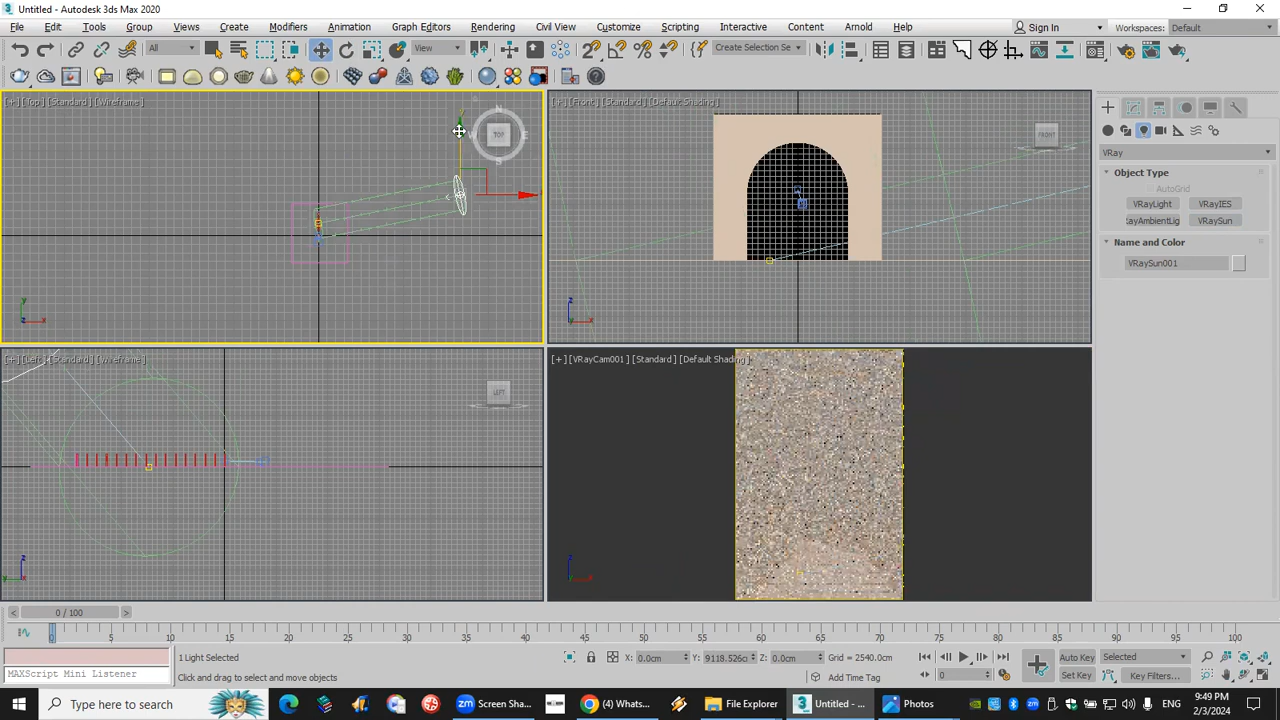 Untitled - Autodesk 3ds Max 2020
File
Edit
Tools
Group
Views
Create
Modifiers
Animation
Graph Editors
Rendering
Civil View
Customize
Scripting
Interactive
Content
Arnold
Help
Sign In
Workspaces: Default
All
View
Create Selection Se
[+] [Top] [Standard] [Wireframe]
N
W
TOP
E
S
y
x
z
[+] [Front] [Standard] [Default Shading]
FRONT
z
x
[+] [Left] [Standard] [Wireframe]
LEFT
z
[+] [VRayCam001] [Standard] [Default Shading]
z
x
VRay
Object Type
AutoGrid
VRayLight
VRayIES
RayAmbientLig
VRaySun
Name and Color
VRaySun001
0 / 100
0
5
10
15
20
25
30
35
40
45
50
55
60
65
70
75
80
85
90
95
100
1 Light Selected
X: 0.0cm
Y: 9118.526c
Z: 0.0cm
Grid = 2540.0cm
Auto Key
Selected
MAXScript Mini Listener
Click and drag to select and move objects
Add Time Tag
0
Set Key
Key Filters...
Type here to search
Screen Sha...
(4) Whats...
File Explorer
Untitled - ...
Photos
ENG
9:49 PM
2/3/2024